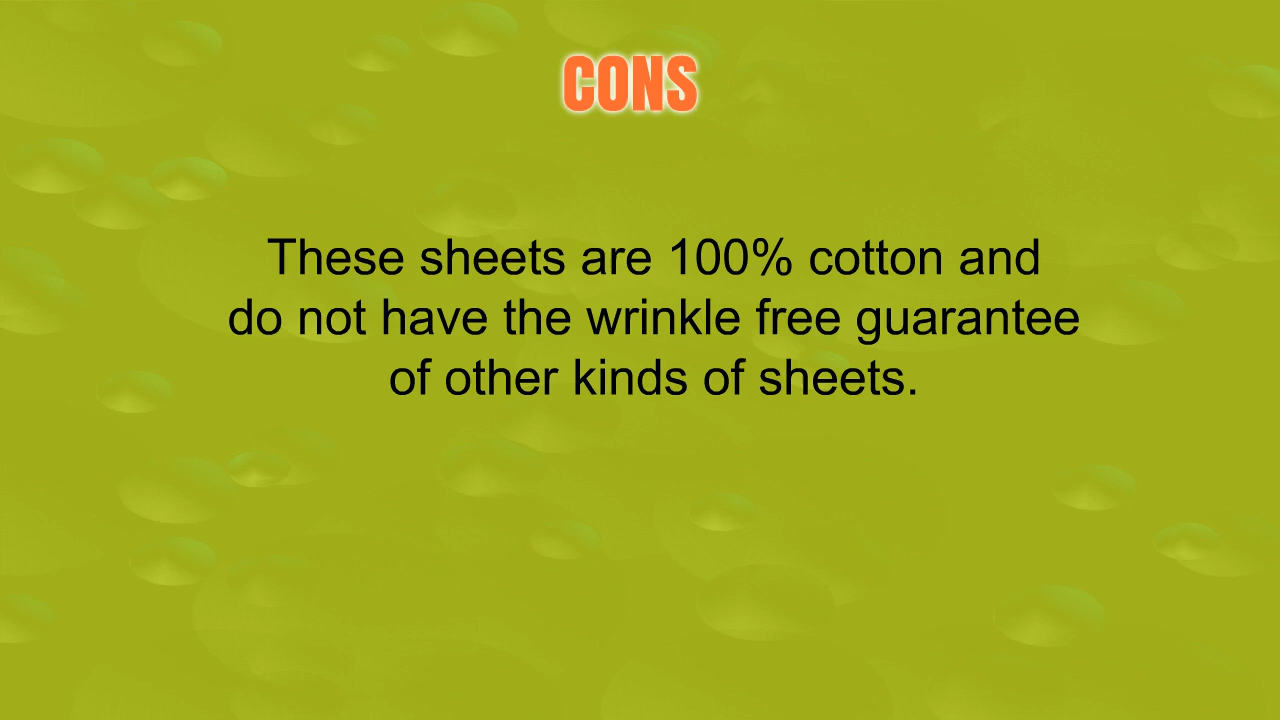 CONS
These sheets are 100% cotton and
do not have the wrinkle free guarantee
of other kinds of sheets.